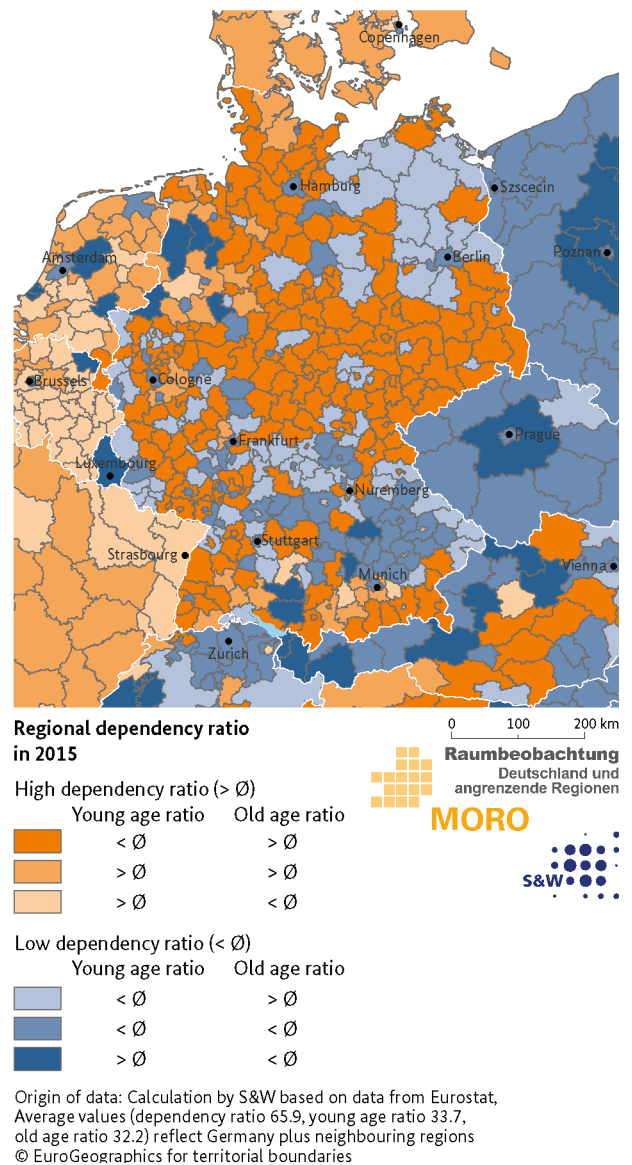 Copenhagen
Hamburg
Szscecin
Amsterdam
Berlin
Poznan
Brussels
Cologne
Frankfurt
Prague
Luxembourg
Nuremberg
Strasbourg
Stuttgart
Vienna
Munich
Zurich
Regional dependency ratio
in 2015
0 100 200 km
Raumbeobachtung
Deutschland und
angrenzende Regionen
MORO
S&W
High dependency ratio (> Ø)
Young age ratio Old age ratio
< Ø > Ø
> Ø > Ø
> Ø < Ø
Low dependency ratio (< Ø)
Young age ratio Old age ratio
< Ø > Ø
< Ø < Ø
> Ø < Ø
Origin of data: Calculation by S&W based on data from Eurostat,
Average values (dependency ratio 65.9, young age ratio 33.7,
old age ratio 32.2) reflect Germany plus neighbouring regions
© EuroGeographics for territorial boundaries